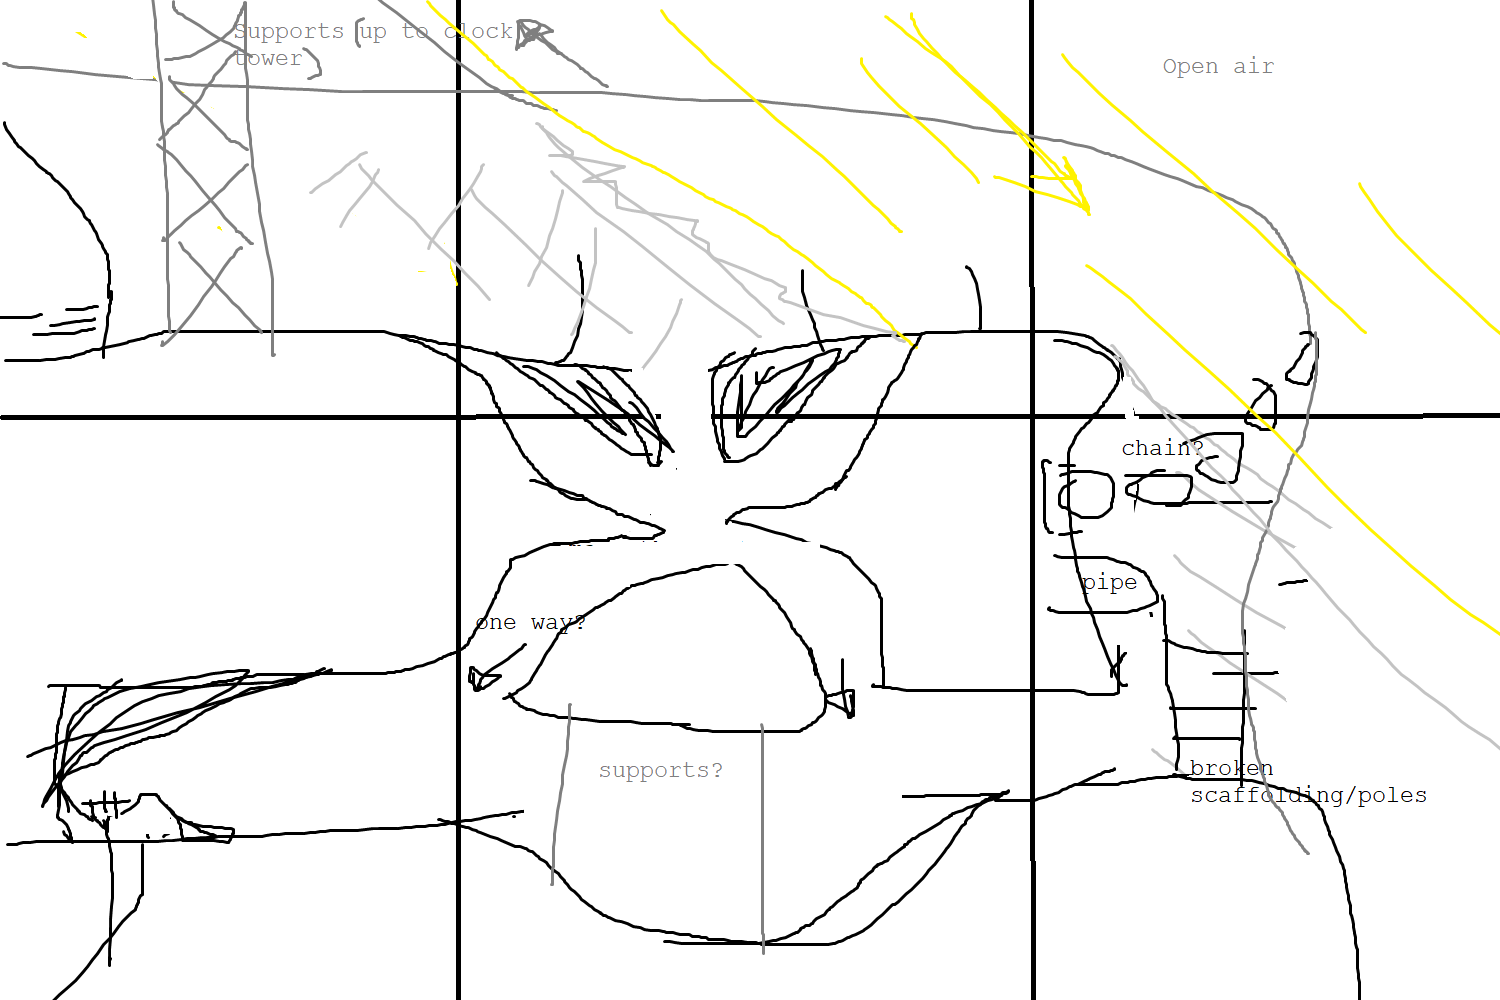 Supports up to clock
tower
Open air
chain?
pipe
one way?
supports?
broken
scaffolding/poles